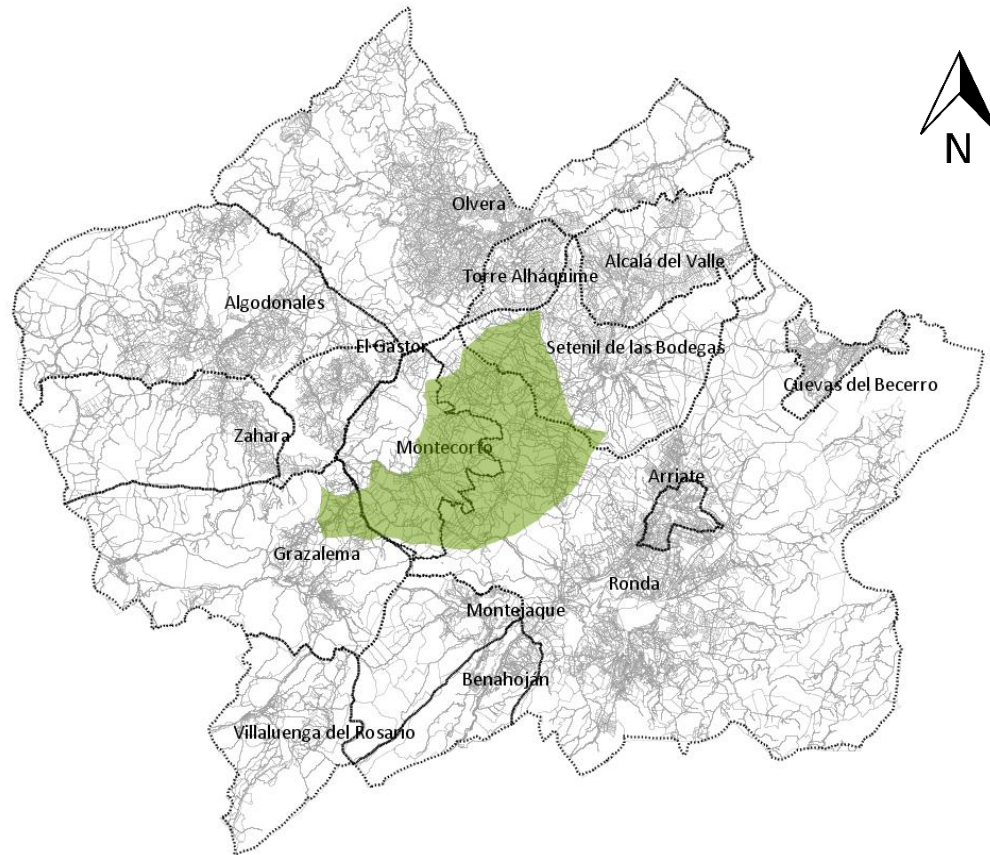 N
Olvera
Torre Alháquime
Alcalá del Valle
Algodonales
El Gastor
Setenil de las Bodegas
Cuevas del Becerro
Zahara
Montecorto
Arriate
Grazalema
Ronda
Montejaque
Benahoján
Villaluenga del Rosario